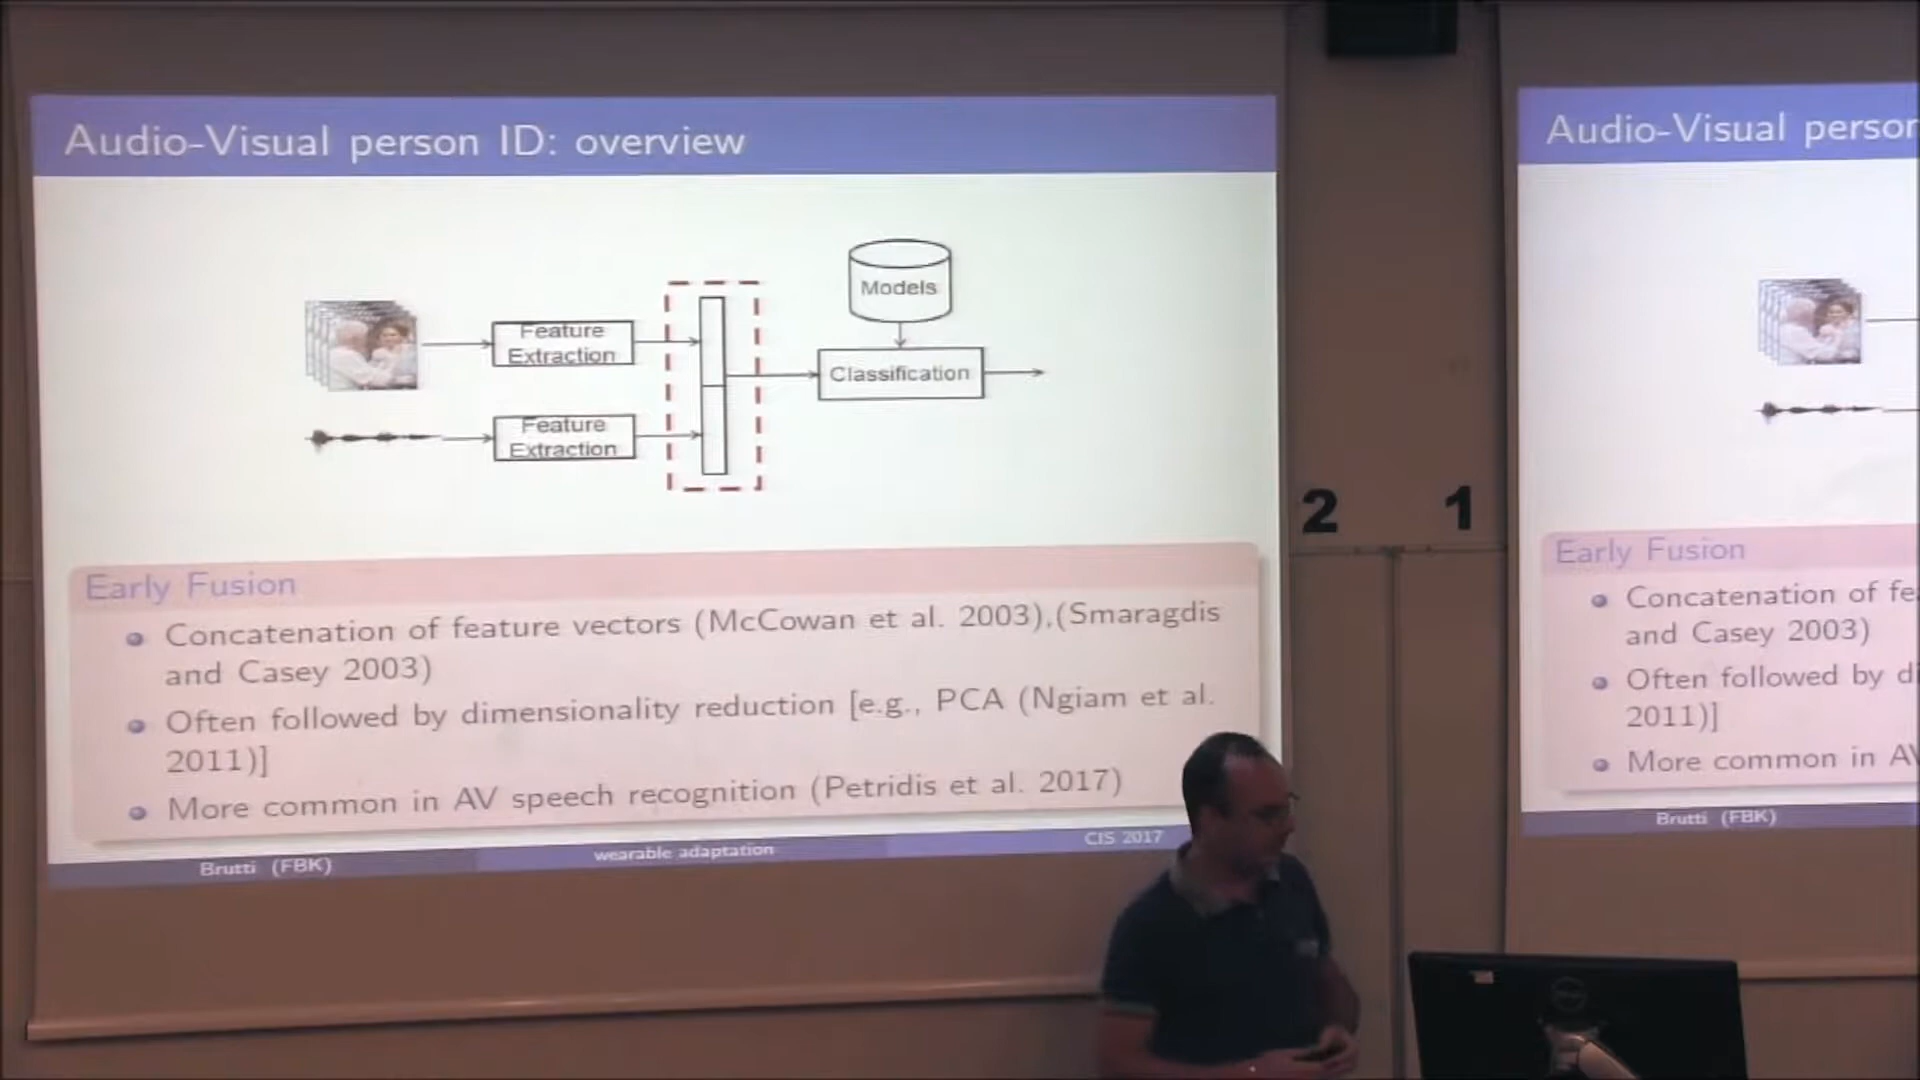 Audio-Visual person ID: overview
Models
Feature
Extraction
Classification
Feature
Extraction
Early Fusion
Concatenation of feature vectors (McCowan et al. 2003),(Smaragdis
and Casey 2003)
Often followed by dimensionality reduction [e.g., PCA (Ngiam et al.
2011)]
More common in AV speech recognition (Petridis et al. 2017)
Brutti (FBK)
wearable adaptation
CIS 2017
2
1
Audio-Visual person
Early Fusion
Concatenation of fe
and Casey 2003)
Often followed by di
2011)]
More common in AV
Brutti (FBK)